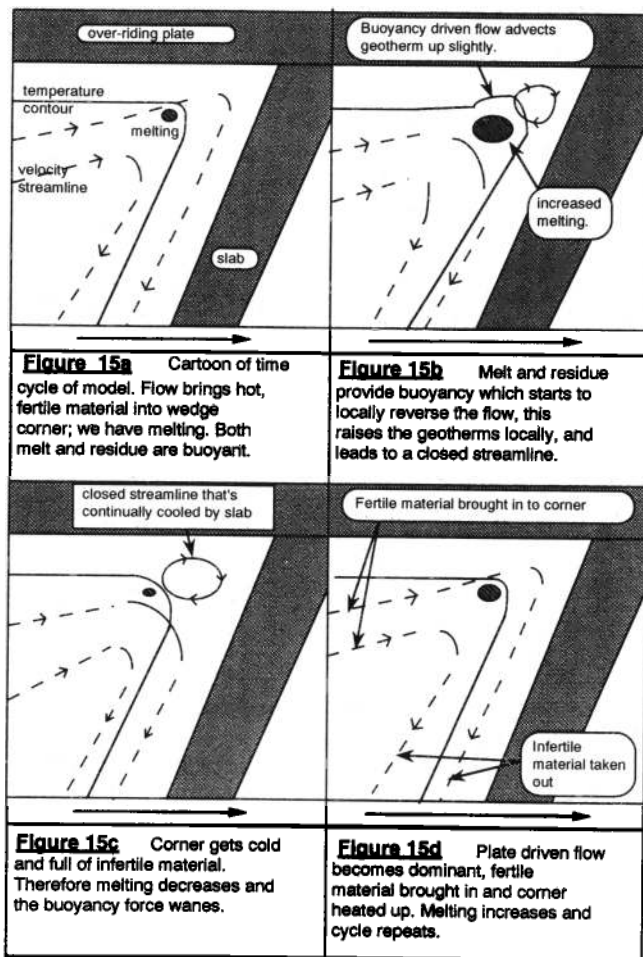 over-riding plate
temperature
contour
melting
velocity
streamline
slab
Buoyancy driven flow advects
geotherm up slightly.
increased
melting.
Figure 15a Cartoon of time
cycle of model. Flow brings hot,
fertile material into wedge
corner; we have melting. Both
melt and residue are buoyant.
Figure 15b Melt and residue
provide buoyancy which starts to
locally reverse the flow, this
raises the geotherms locally, and
leads to a closed streamline.
closed streamline that's
continually cooled by slab
Fertile material brought in to corner
Infertile
material taken
out
Figure 15c Corner gets cold
and full of infertile material.
Therefore melting decreases and
the buoyancy force wanes.
Figure 15d Plate driven flow
becomes dominant, fertile
material brought in and corner
heated up. Melting increases and
cycle repeats.